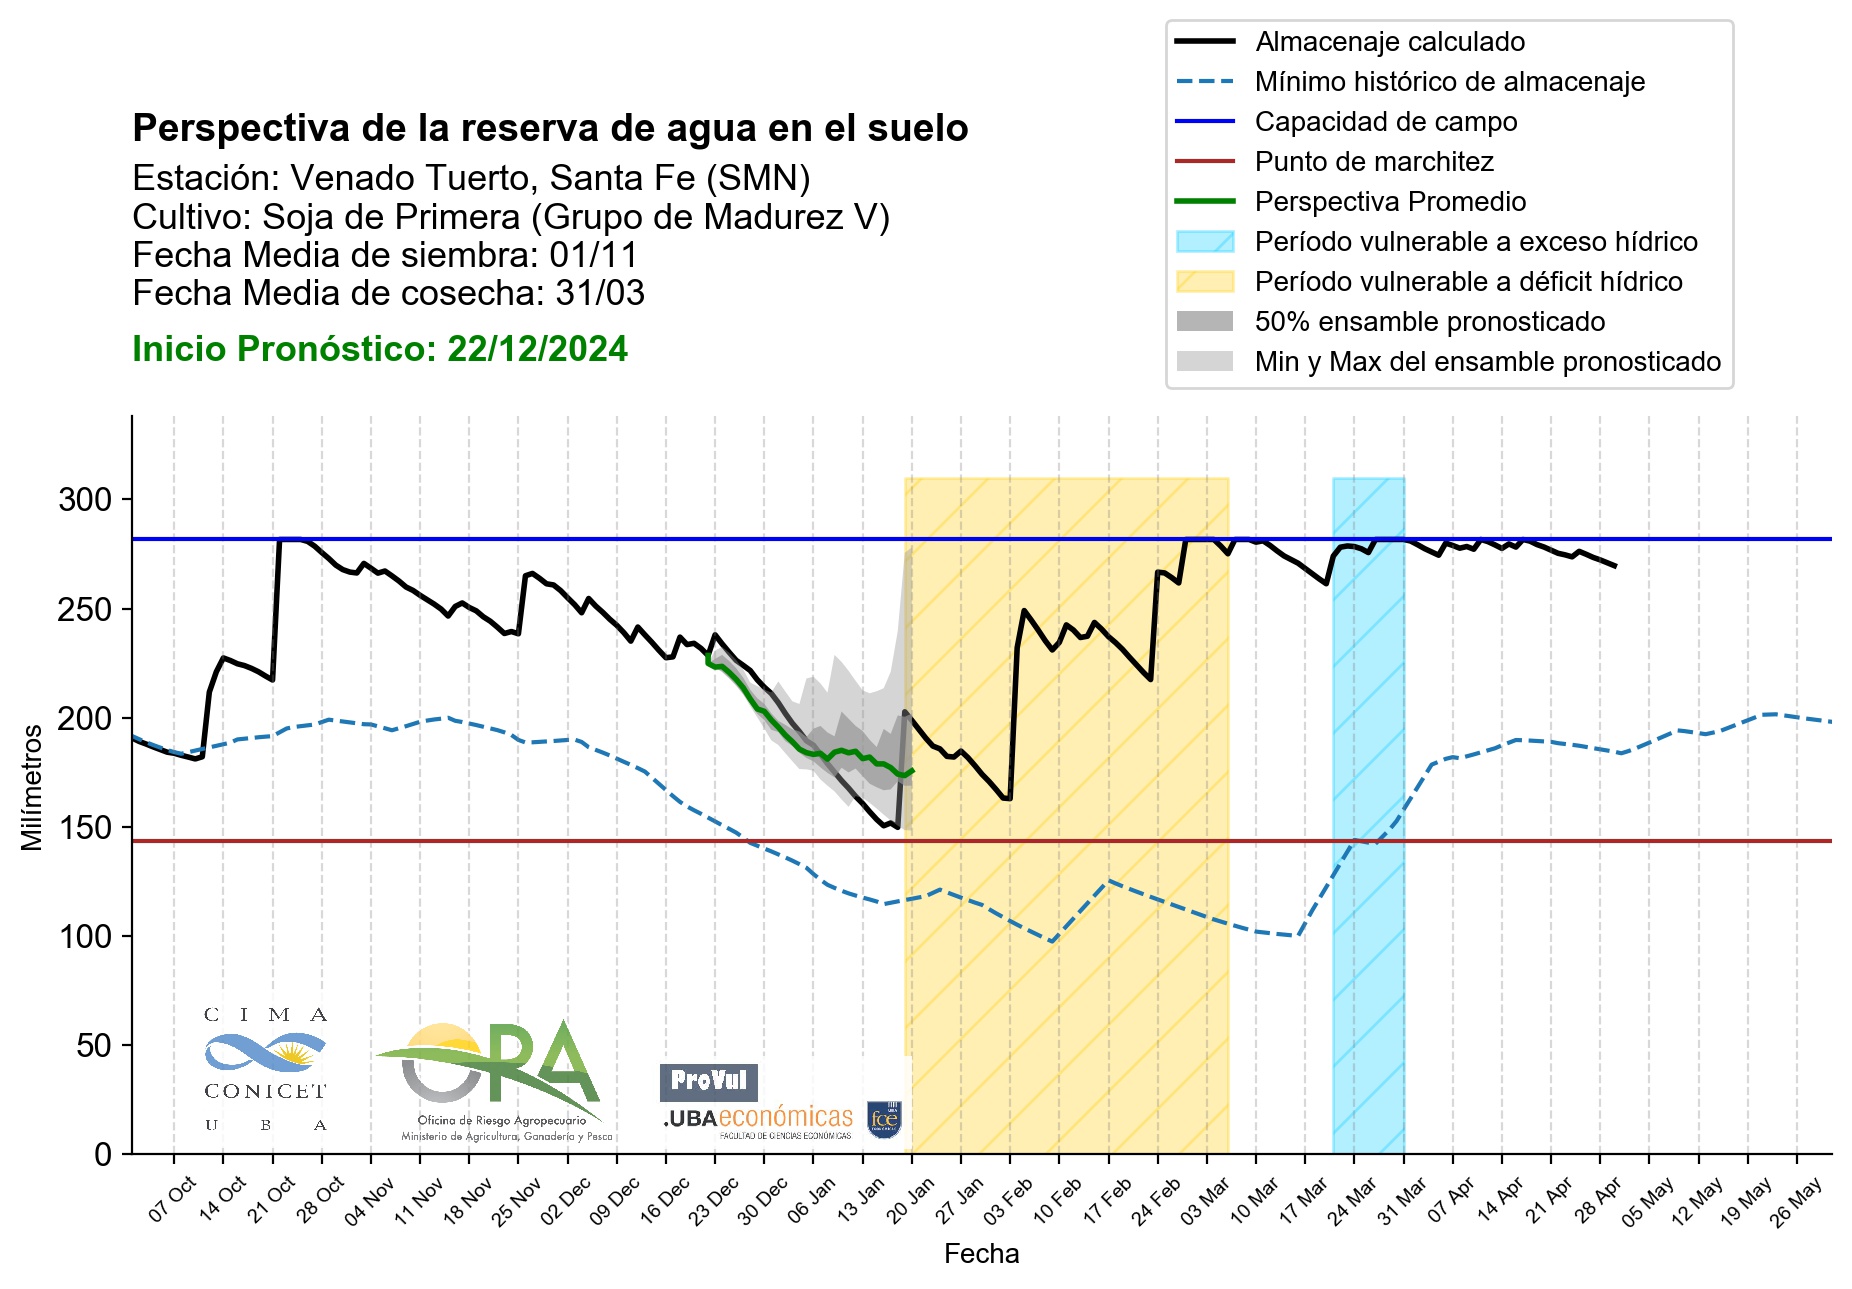 Almacenaje calculado
Mínimo histórico de almacenaje
Capacidad de campo
Punto de marchitez
Perspectiva Promedio
Período vulnerable a exceso hídrico
Período vulnerable a déficit hídrico
50% ensamble pronosticado
Min y Max del ensamble pronosticado
Perspectiva de la reserva de agua en el suelo
Estación: Venado Tuerto, Santa Fe (SMN)
Cultivo: Soja de Primera (Grupo de Madurez V)
Fecha Media de siembra: 01/11
Fecha Media de cosecha: 31/03
Inicio Pronóstico: 22/12/2024
Milímetros
300
250
200
150
100
50
0
CIMA
CONICET
UBA
ORA
Oficina de Riesgo Agropecuario
Ministerio de Agricultura, Ganadería y Pesca
ProVul
.UBAeconómicas
FACULTAD DE CIENCIAS ECONÓMICAS
UBA
fce
ECONÓMICAS
07 Oct
14 Oct
21 Oct
28 Oct
04 Nov
11 Nov
18 Nov
25 Nov
02 Dec
09 Dec
16 Dec
23 Dec
30 Dec
06 Jan
13 Jan
20 Jan
27 Jan
03 Feb
10 Feb
17 Feb
24 Feb
03 Mar
10 Mar
17 Mar
24 Mar
31 Mar
07 Apr
14 Apr
21 Apr
28 Apr
05 May
12 May
19 May
26 May
Fecha